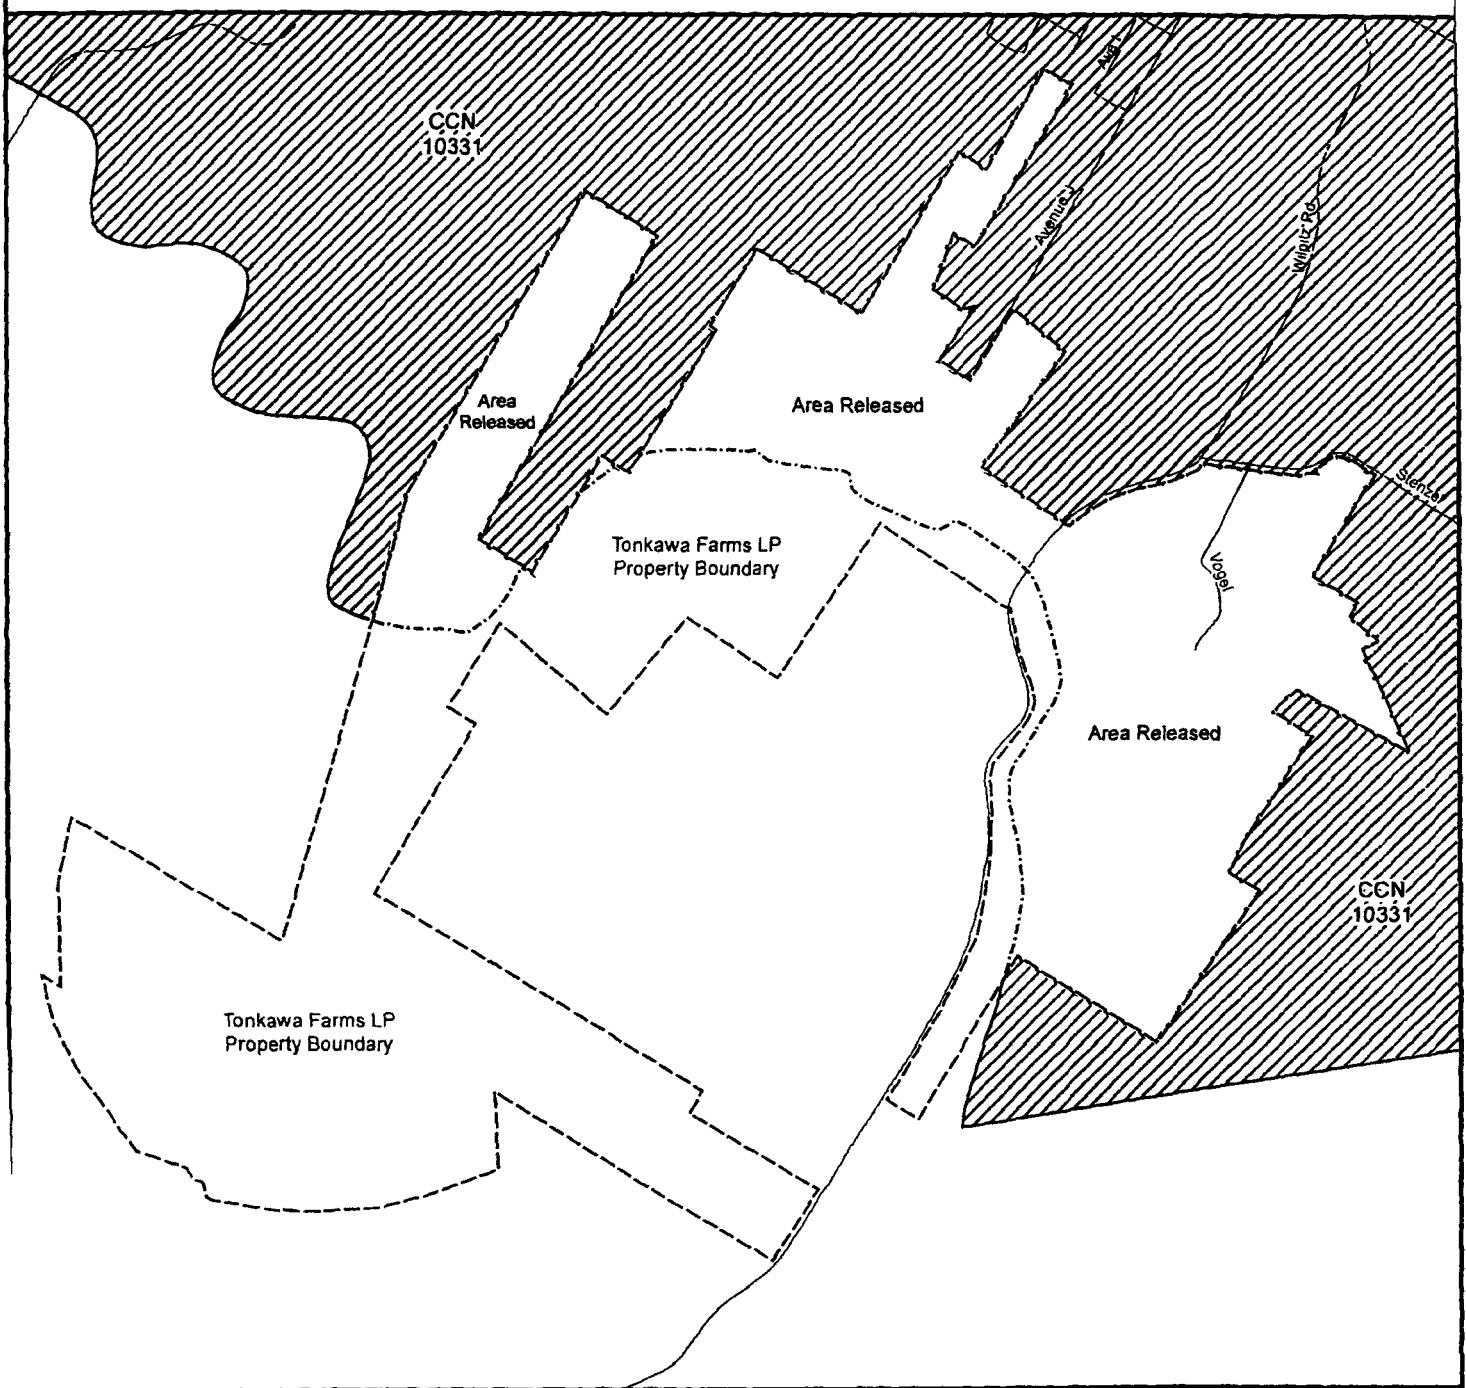 Ave I
CCN
10331
Avenue J
Wilpitz Rd
Area
Released
Area Released
Stenzel
Tonkawa Farms LP
Property Boundary
Vogel
Area Released
CCN
10331
Tonkawa Farms LP
Property Boundary